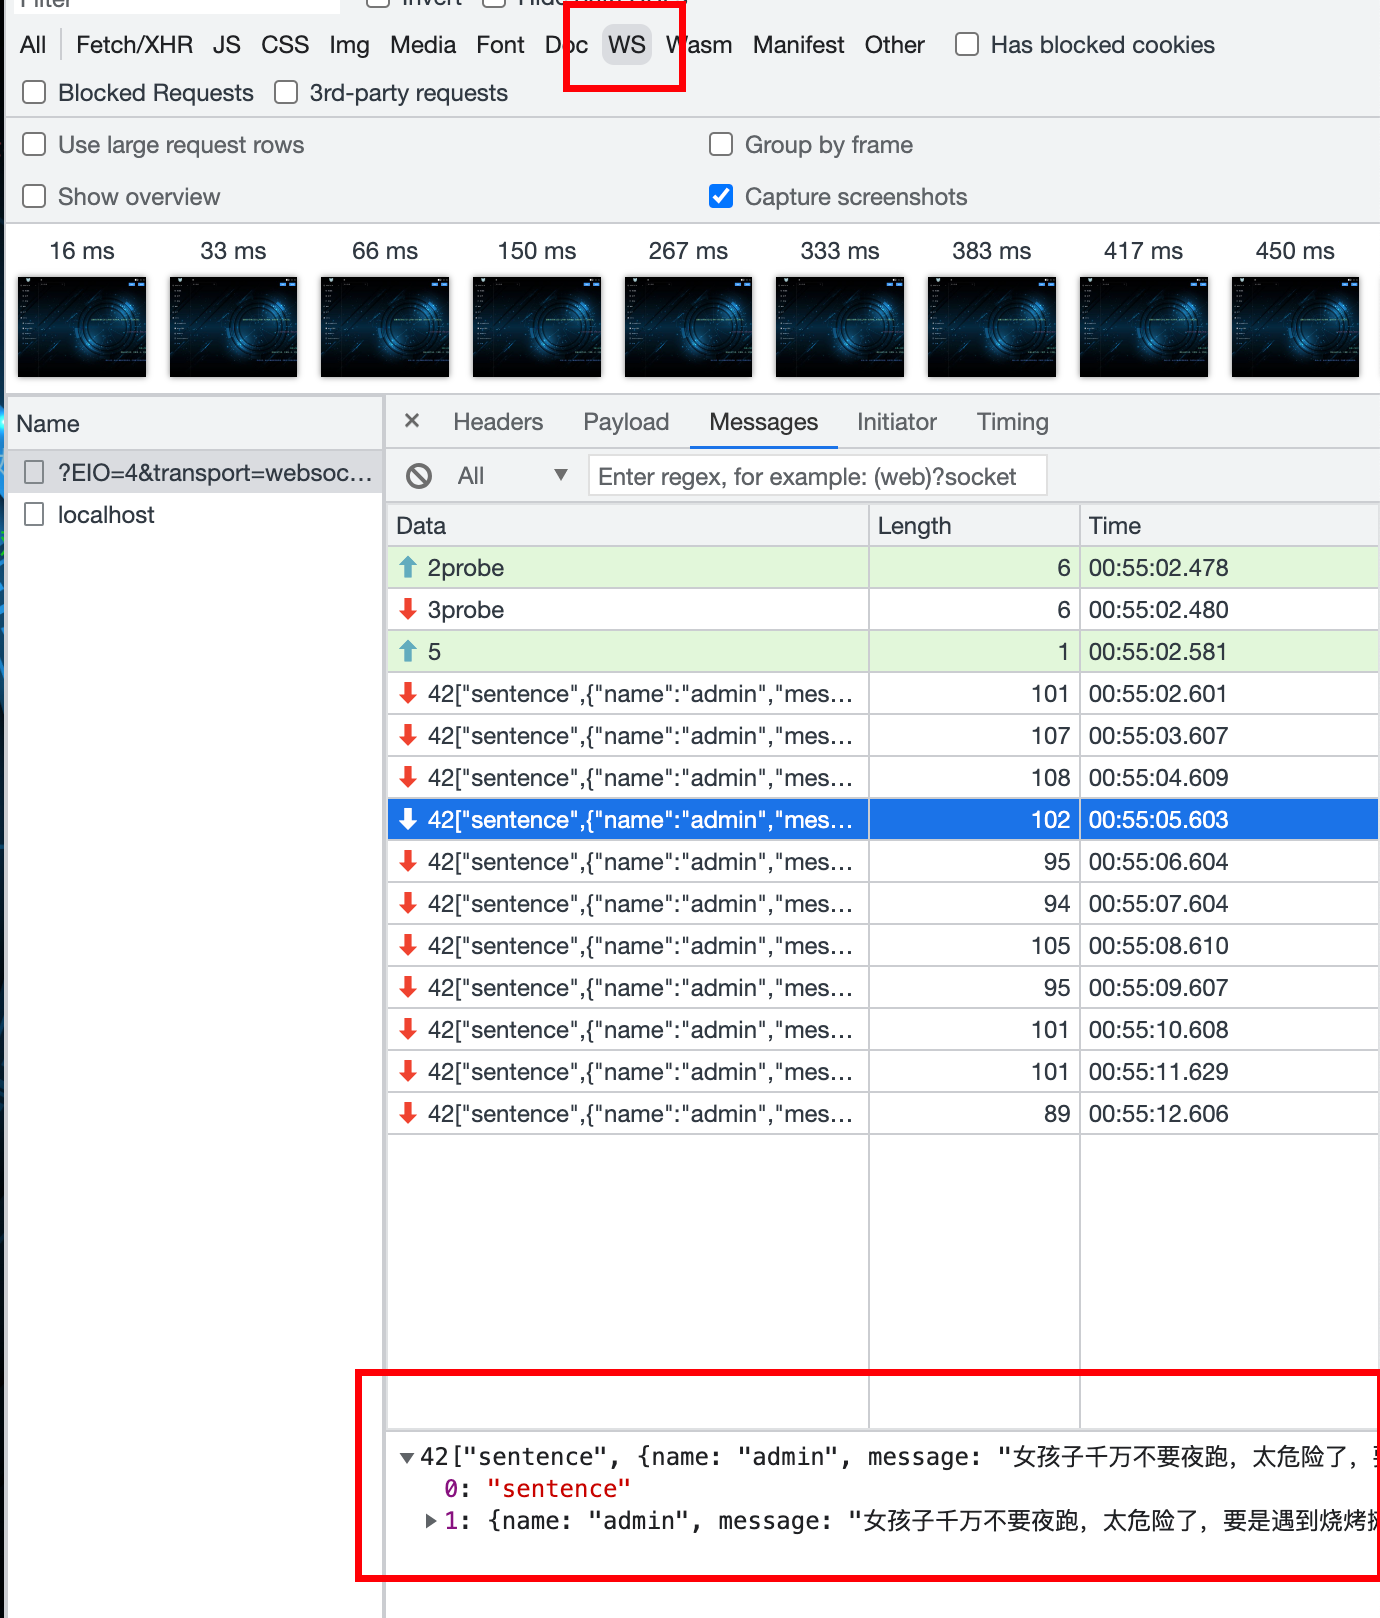 All Fetch/XHR JS CSS Img Media Font Doc WS Wasm Manifest Other Has blocked cookies
Blocked Requests 3rd-party requests
Use large request rows Group by frame
Show overview Capture screenshots
16 ms 33 ms 66 ms 150 ms 267 ms 333 ms 383 ms 417 ms 450 ms
Name
× Headers Payload Messages Initiator Timing
?EIO=4&transport=websoc...
All Enter regex, for example: (web)?socket
localhost
Data Length Time
2probe 6 00:55:02.478
3probe 6 00:55:02.480
5 1 00:55:02.581
42["sentence",{"name":"admin","mes... 101 00:55:02.601
42["sentence",{"name":"admin","mes... 107 00:55:03.607
42["sentence",{"name":"admin","mes... 108 00:55:04.609
42["sentence",{"name":"admin","mes... 102 00:55:05.603
42["sentence",{"name":"admin","mes... 95 00:55:06.604
42["sentence",{"name":"admin","mes... 94 00:55:07.604
42["sentence",{"name":"admin","mes... 105 00:55:08.610
42["sentence",{"name":"admin","mes... 95 00:55:09.607
42["sentence",{"name":"admin","mes... 101 00:55:10.608
42["sentence",{"name":"admin","mes... 101 00:55:11.629
42["sentence",{"name":"admin","mes... 89 00:55:12.606
42["sentence", {name: "admin", message: "女孩子千万不要夜跑，太危险了，
0: "sentence"
1: {name: "admin", message: "女孩子千万不要夜跑，太危险了，要是遇到烧烤